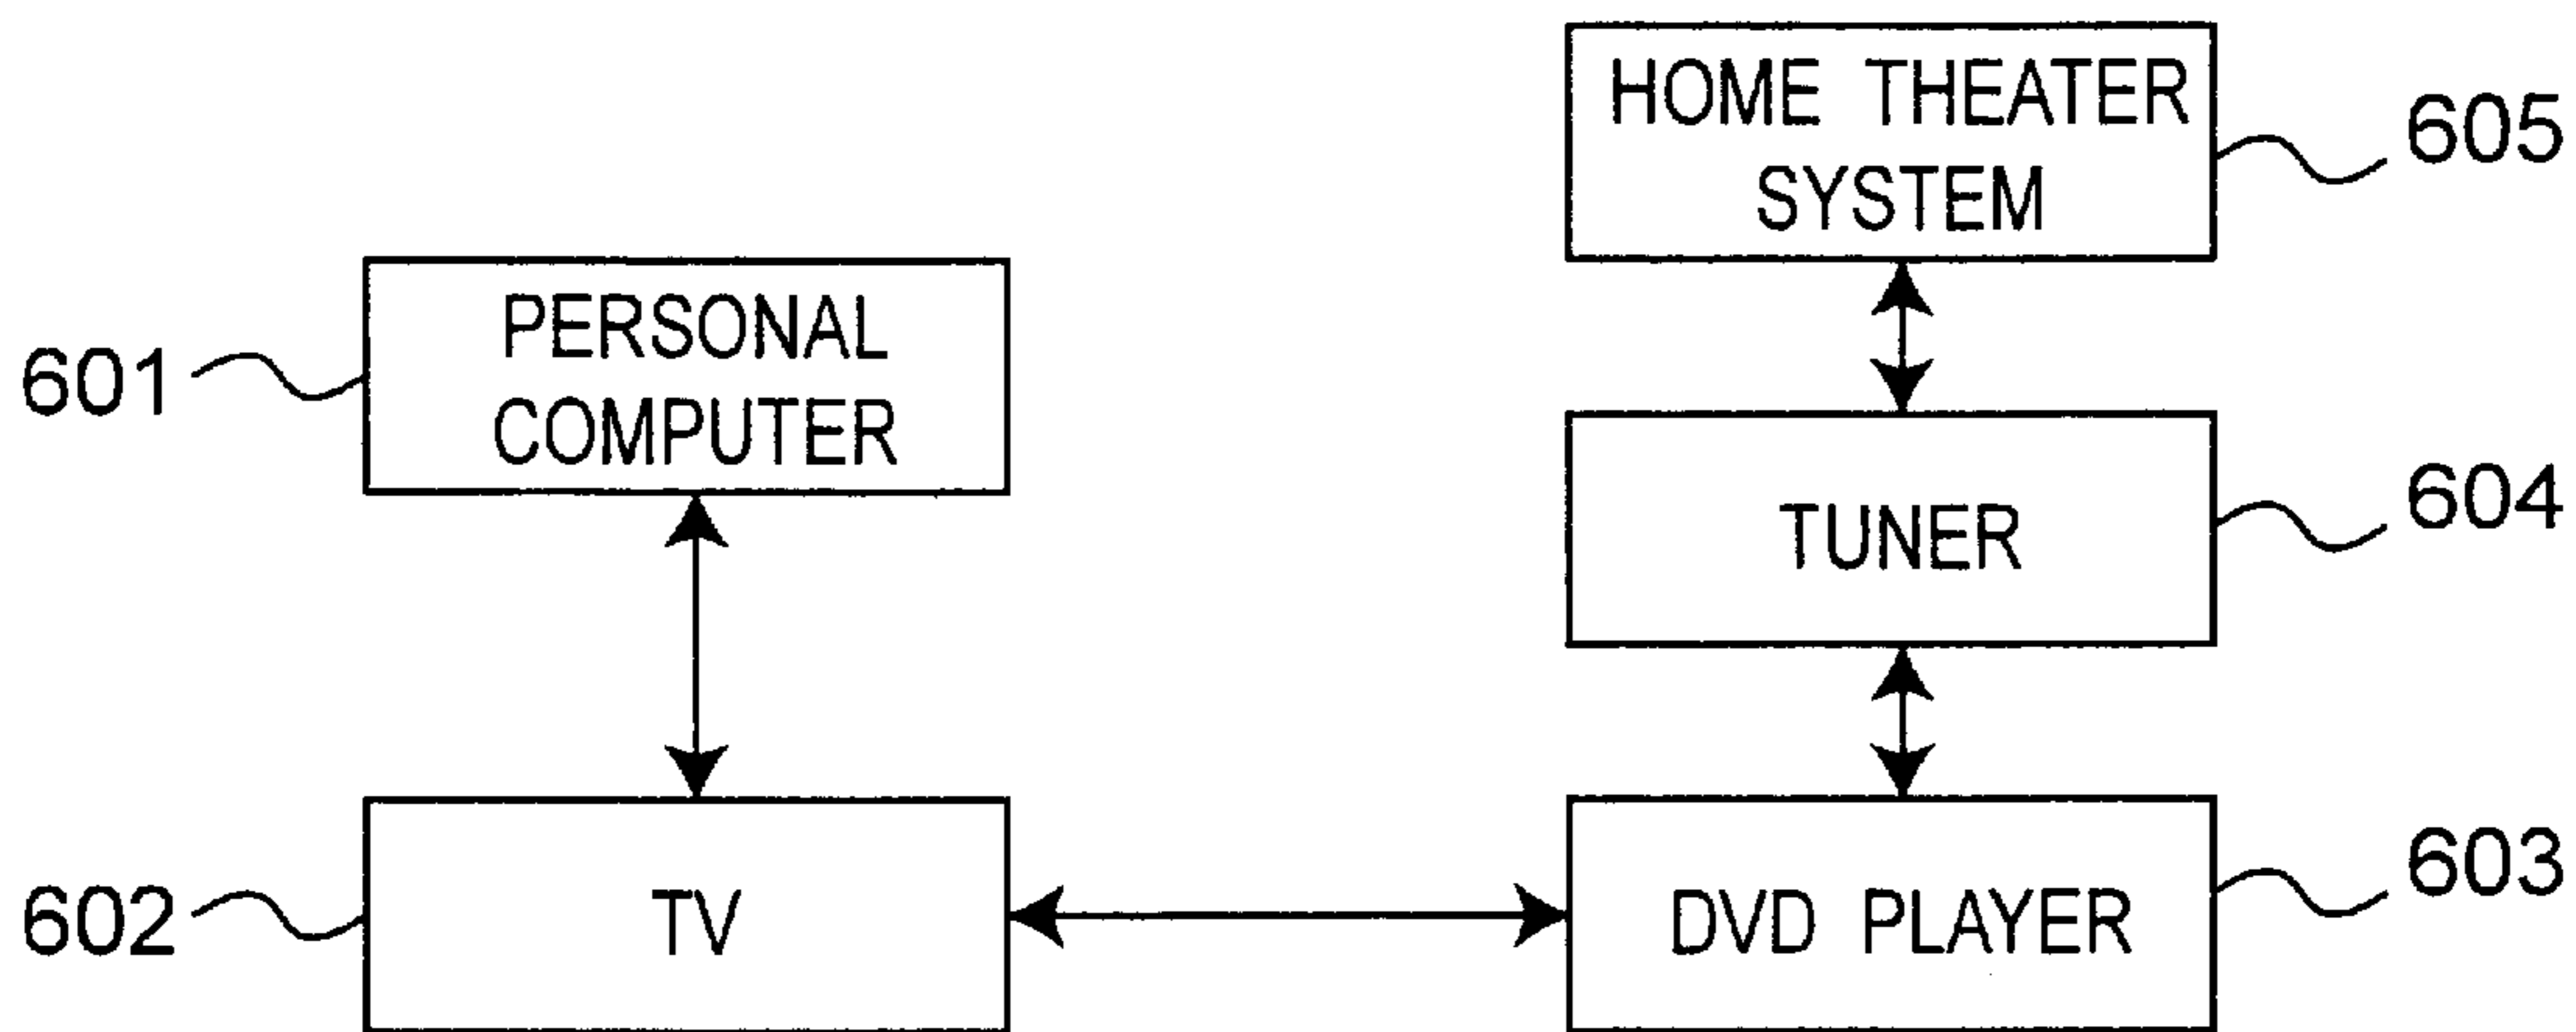 HOME THEATER
SYSTEM
605
PERSONAL
COMPUTER
601
TUNER
604
TV
602
DVD PLAYER
603